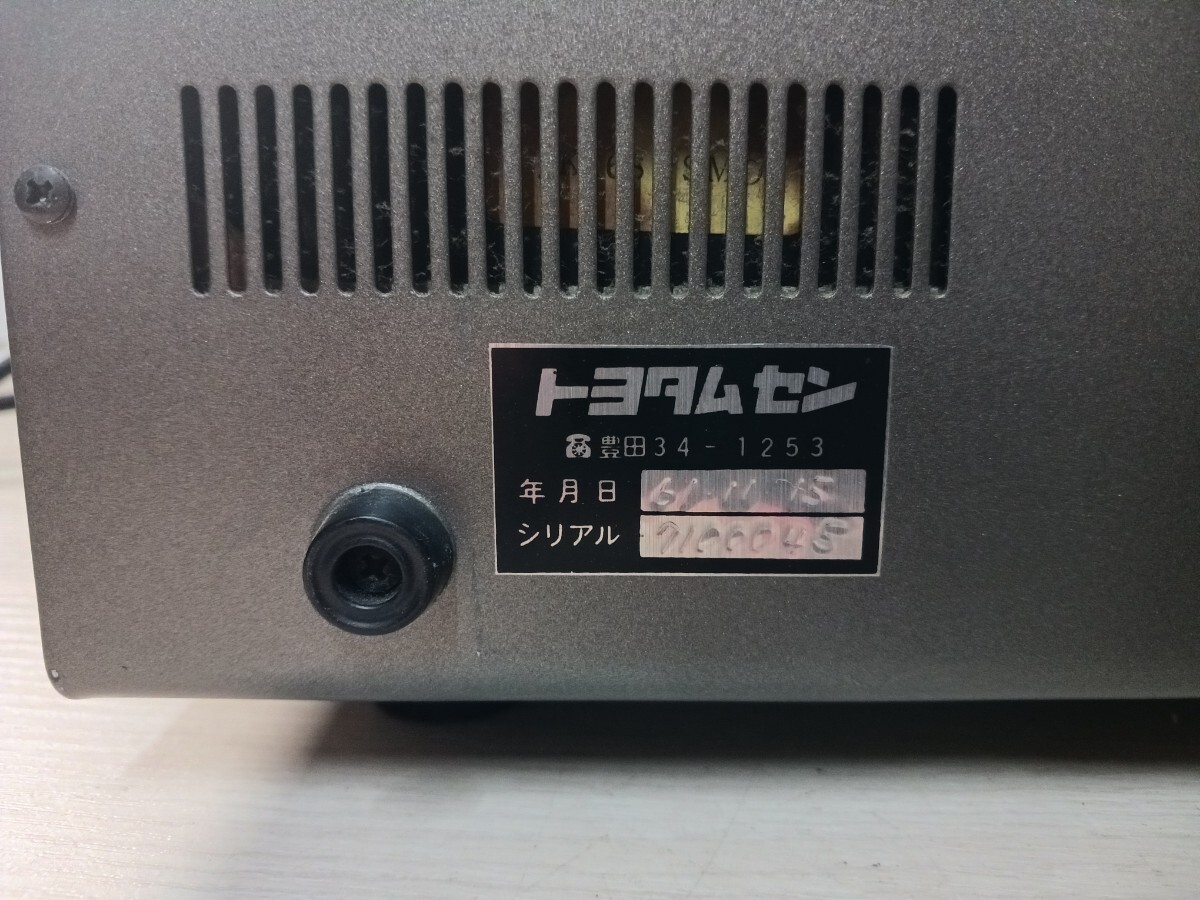 トヨタムセン
☎豊田34-1253
年月日 61.11.15
シリアル 7100045